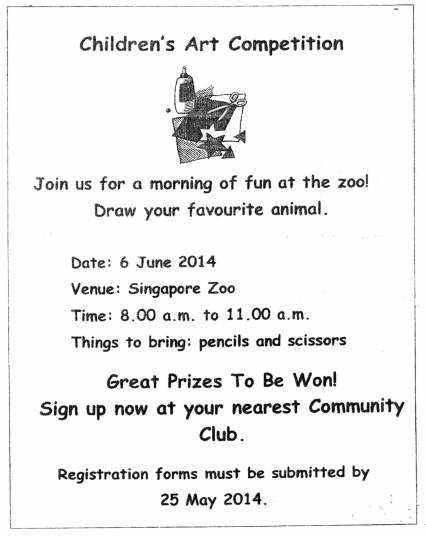 Children's Art Competition
Join us for a morning of fun at the zoo!
Draw your favourite animal.
Date: 6 June 2014
Venue: Singapore Zoo
Time: 8.00 a.m. to 11.00 a.m.
Things to bring: pencils and scissors
Great Prizes To Be Won!
Sign up now at your nearest Community
Club.
Registration forms must be submitted by
25 May 2014.